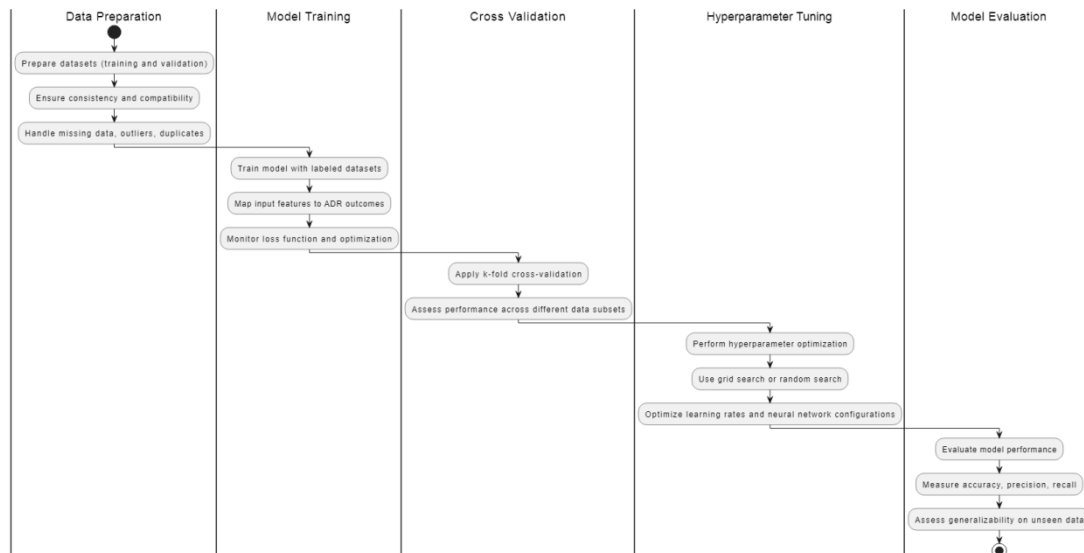 Data Preparation
Model Training
Cross Validation
Hyperparameter Tuning
Model Evaluation
Prepare datasets (training and validation)
Ensure consistency and compatibility
Handle missing data, outliers, duplicates
Train model with labeled datasets
Map input features to ADR outcomes
Monitor loss function and optimization
Apply k-fold cross-validation
Assess performance across different data subsets
Perform hyperparameter optimization
Use grid search or random search
Optimize learning rates and neural network configurations
Evaluate model performance
Measure accuracy, precision, recall
Assess generalizability on unseen data